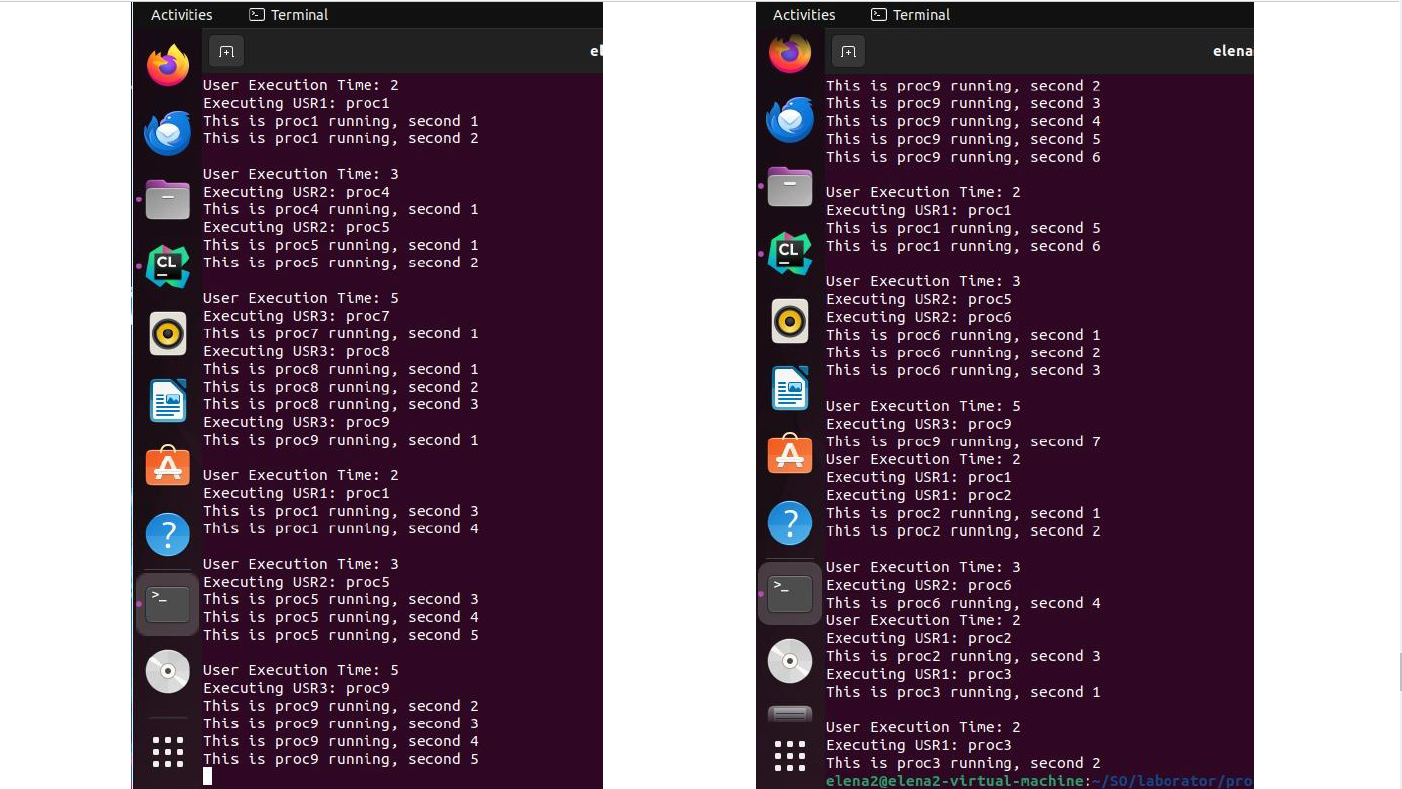 Activities
Terminal
el
User Execution Time: 2
Executing USR1: proc1
This is proc1 running, second 1
This is proc1 running, second 2
User Execution Time: 3
Executing USR2: proc4
This is proc4 running, second 1
Executing USR2: proc5
This is proc5 running, second 1
This is proc5 running, second 2
User Execution Time: 5
Executing USR3: proc7
This is proc7 running, second 1
Executing USR3: proc8
This is proc8 running, second 1
This is proc8 running, second 2
This is proc8 running, second 3
Executing USR3: proc9
This is proc9 running, second 1
User Execution Time: 2
Executing USR1: proc1
This is proc1 running, second 3
This is proc1 running, second 4
User Execution Time: 3
Executing USR2: proc5
This is proc5 running, second 3
This is proc5 running, second 4
This is proc5 running, second 5
User Execution Time: 5
Executing USR3: proc9
This is proc9 running, second 2
This is proc9 running, second 3
This is proc9 running, second 4
This is proc9 running, second 5
CL
Activities
Terminal
elena
This is proc9 running, second 2
This is proc9 running, second 3
This is proc9 running, second 4
This is proc9 running, second 5
This is proc9 running, second 6
User Execution Time: 2
Executing USR1: proc1
This is proc1 running, second 5
This is proc1 running, second 6
User Execution Time: 3
Executing USR2: proc5
Executing USR2: proc6
This is proc6 running, second 1
This is proc6 running, second 2
This is proc6 running, second 3
User Execution Time: 5
Executing USR3: proc9
This is proc9 running, second 7
User Execution Time: 2
Executing USR1: proc1
Executing USR1: proc2
This is proc2 running, second 1
This is proc2 running, second 2
User Execution Time: 3
Executing USR2: proc6
This is proc6 running, second 4
User Execution Time: 2
Executing USR1: proc2
This is proc2 running, second 3
Executing USR1: proc3
This is proc3 running, second 1
User Execution Time: 2
Executing USR1: proc3
This is proc3 running, second 2
elena2@elena2-virtual-machine:~/SO/laborator/pro
CL